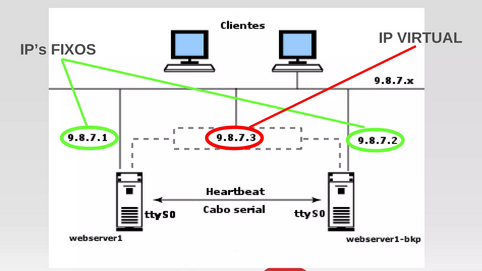 Clientes
IP's FIXOS
IP VIRTUAL
9.8.7.x
9.8.7.1
9.8.7.3
9.8.7.2
Heartbeat
ttyS0
Cabo serial
ttyS0
webserver1
webserver1-bkp